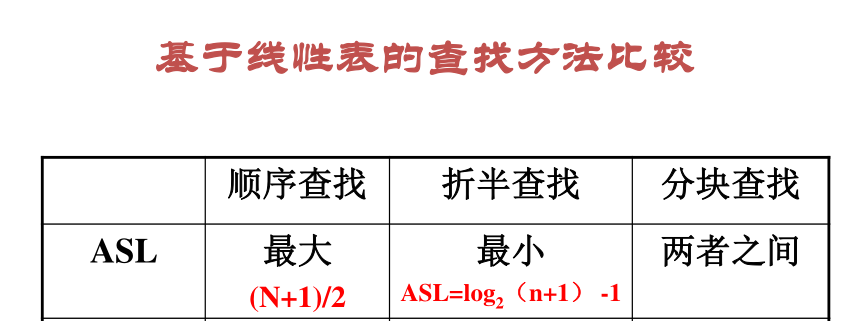 基于线性表的查找方法比较
顺序查找 折半查找 分块查找
ASL 最大 最小 两者之间
(N+1)/2 ASL=log₂（n+1） -1